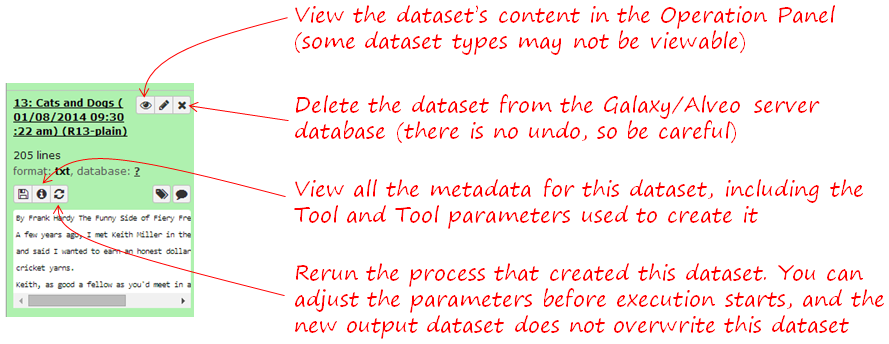 View the dataset's content in the Operation Panel
(some dataset types may not be viewable)
13: Cats and Dogs (
01/08/2014 09:30
:22 am) (R13-plain)
205 lines
format: txt, database: ?
By Frank Hardy The Funny Side of Fiery Fre
A few years ago, I met Keith Miller in the
and said I wanted to earn an honest dollar
cricket yarns.
Keith, as good a fellow as you'd meet in a
Delete the dataset from the Galaxy/Alveo server
database (there is no undo, so be careful)
View all the metadata for this dataset, including the
Tool and Tool parameters used to create it
Rerun the process that created this dataset. You can
adjust the parameters before execution starts, and the
new output dataset does not overwrite this dataset